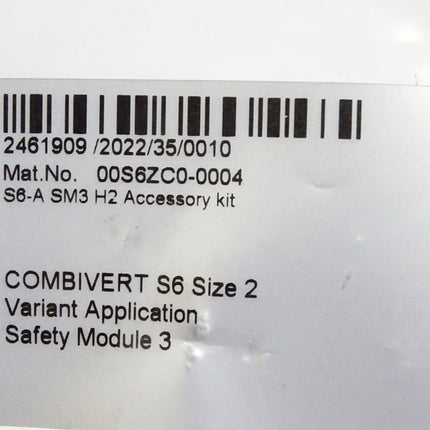 2461909 /2022/35/0010
Mat.No. 00S6ZC0-0004
S6-A SM3 H2 Accessory kit
COMBIVERT S6 Size 2
Variant Application
Safety Module 3